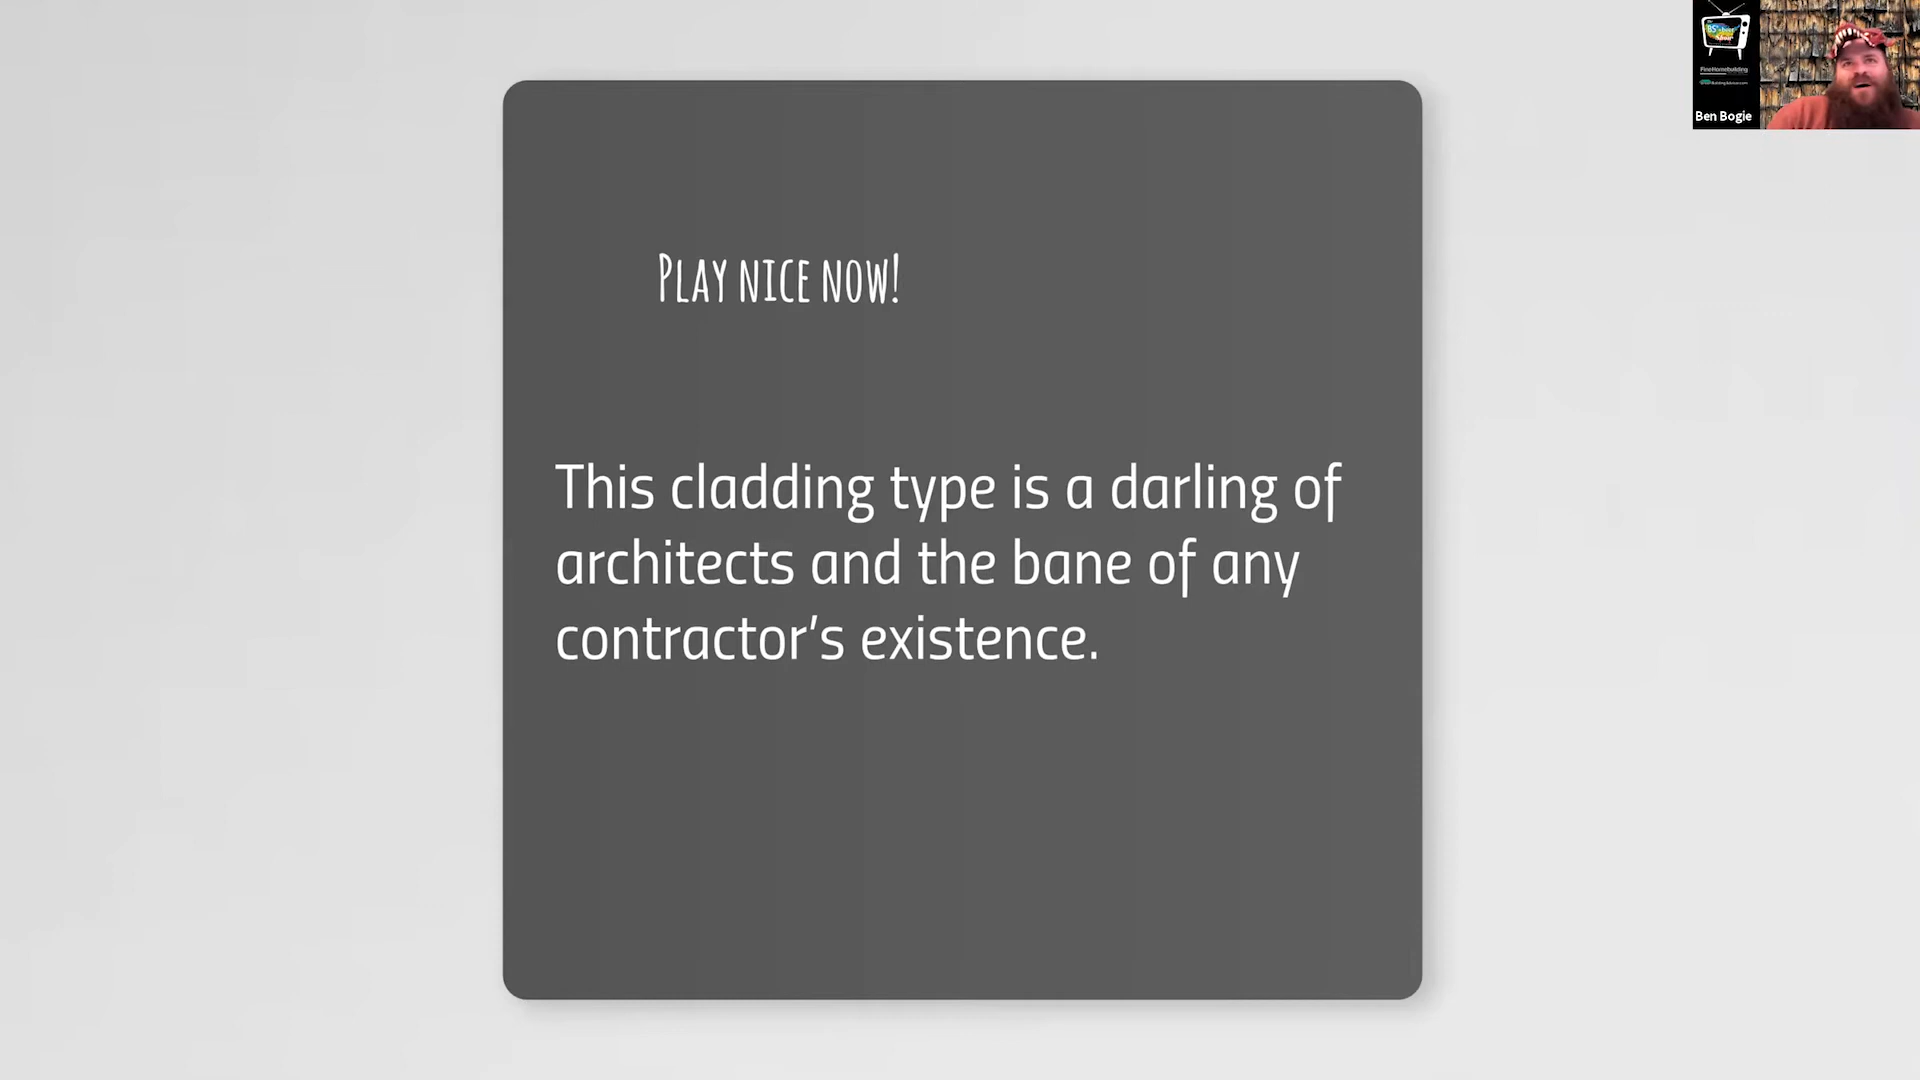 Play nice now!
This cladding type is a darling of
architects and the bane of any
contractor’s existence.
FineHomebuilding
Ben Bogie